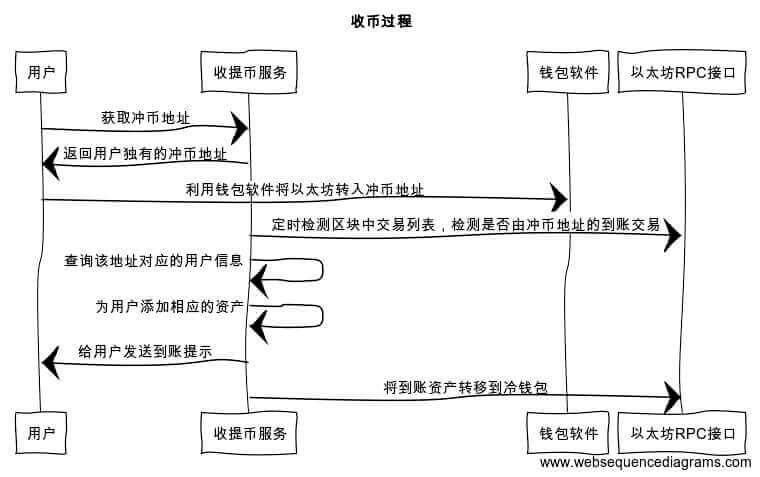 收币过程
用户
收提币服务
钱包软件
以太坊RPC接口
获取冲币地址
返回用户独有的冲币地址
利用钱包软件将以太坊转入冲币地址
定时检测区块中交易列表，检测是否由冲币地址的到账交易
查询该地址对应的用户信息
为用户添加相应的资产
给用户发送到账提示
将到账资产转移到冷钱包
用户
收提币服务
钱包软件
以太坊RPC接口
www.websequencediagrams.com